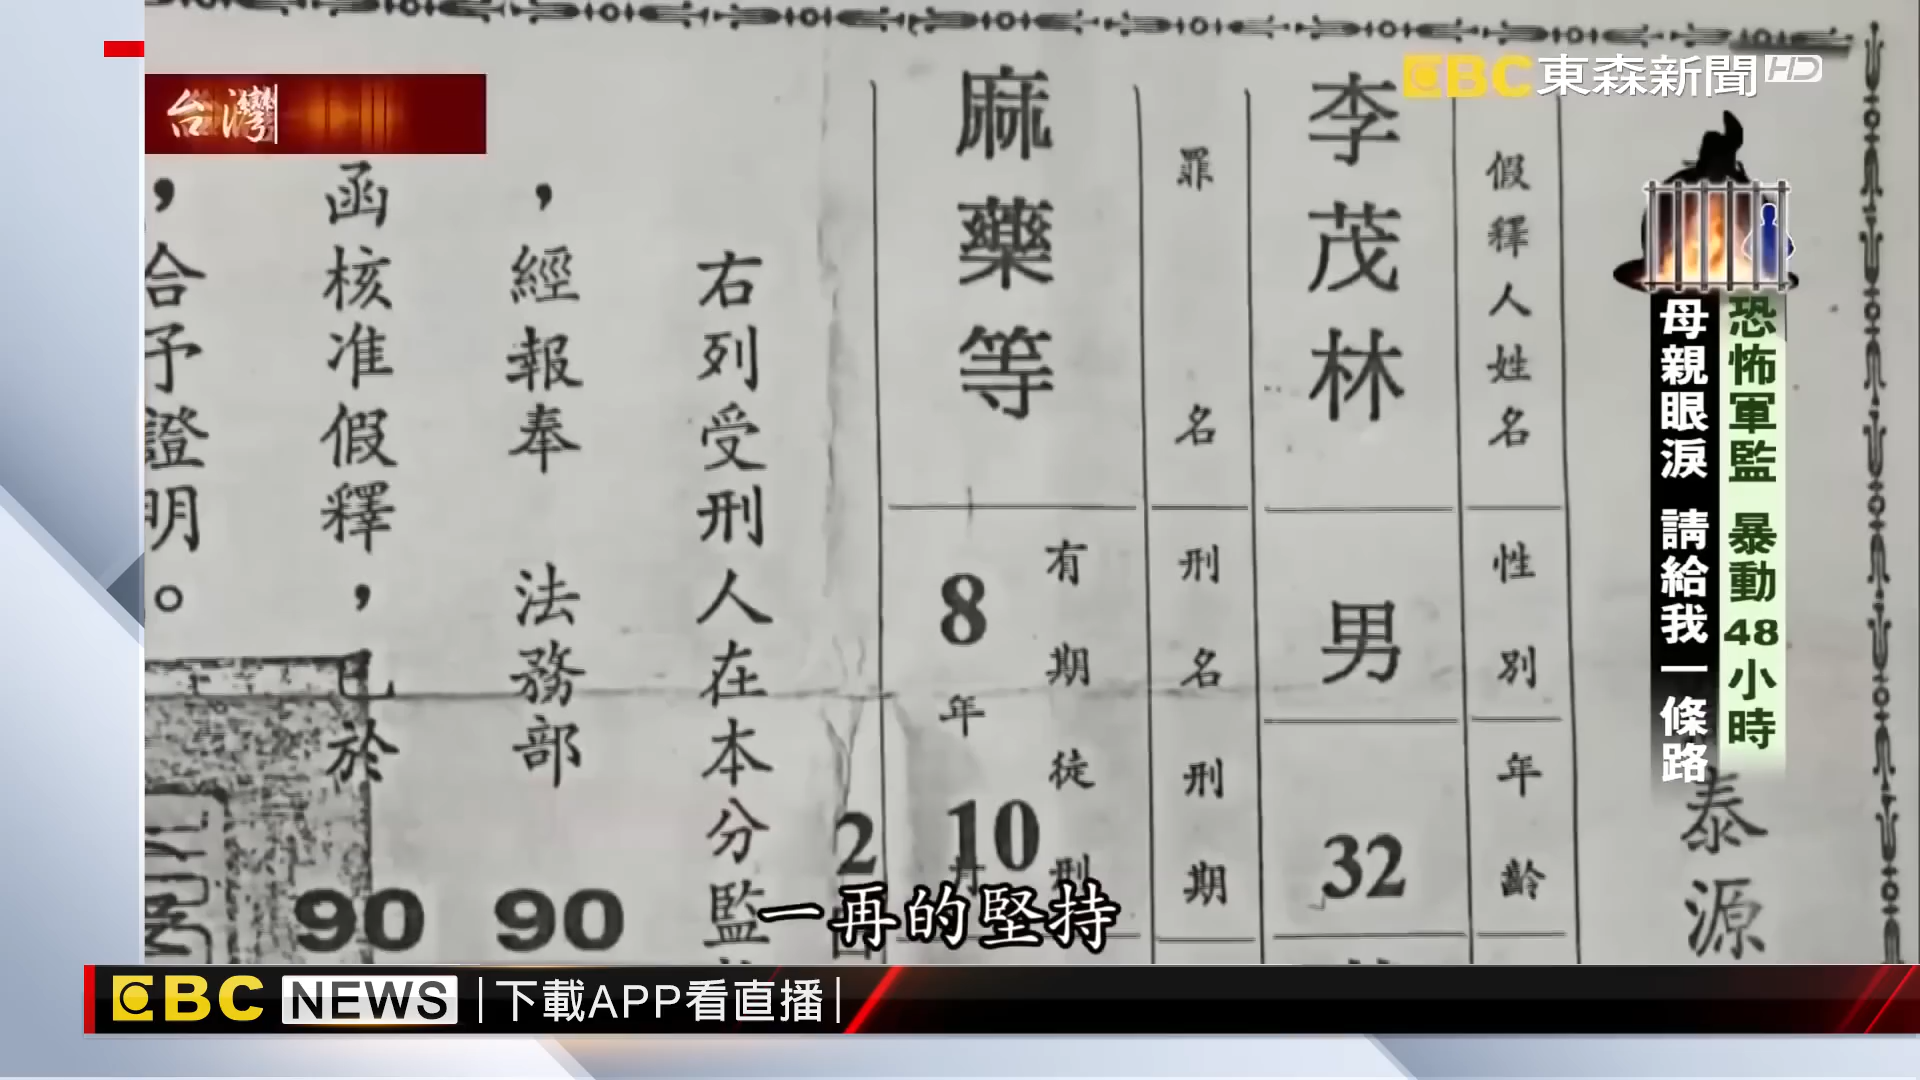 EBC東森新聞HD
台灣
恐怖軍監 暴動48小時
母親眼淚 請給我一條路
泰源
假釋人姓名
性別
年齡
李茂林
男
32
罪名
刑名刑期
麻藥等
有期徒刑
8年10月
2
右列受刑人在本分監
,經報奉 法務部
90
函核准假釋,已於
90
,合予證明。
一再的堅持
EBC NEWS
下載APP看直播